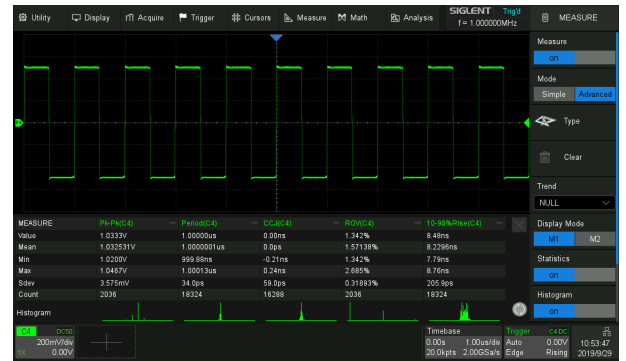 Utility Display Acquire Trigger Cursors Measure Math Analysis SIGLENT Trig'd MEASURE
f = 1.000000MHz
Measure
on
Mode
Simple Advanced
Type
Clear
Trend
NULL
MEASURE Pk-Pk(C4) Period(C4) CCJ(C4) ROV(C4) 10-90%Rise(C4)
Value 1.0333V 1.00000us 0.00ns 1.342% 8.48ns
Mean 1.032531V 1.0000001us 0.0ps 1.57138% 8.2296ns
Min 1.0200V 999.88ns -0.21ns 1.342% 7.79ns
Max 1.0467V 1.00013us 0.24ns 2.685% 8.76ns
Sdev 3.575mV 34.0ps 59.0ps 0.31893% 205.9ps
Count 2036 18324 16288 2036 18324
Histogram
Display Mode
M1 M2
Statistics
on
Histogram
on
C4 DC50
200mV/div
1X 0.00V
Timebase
0.00s 1.00us/div
20.0kpts 2.00GSa/s
Trigger C4 DC
Auto 0.00V
Edge Rising
10:53:47
2019/9/29